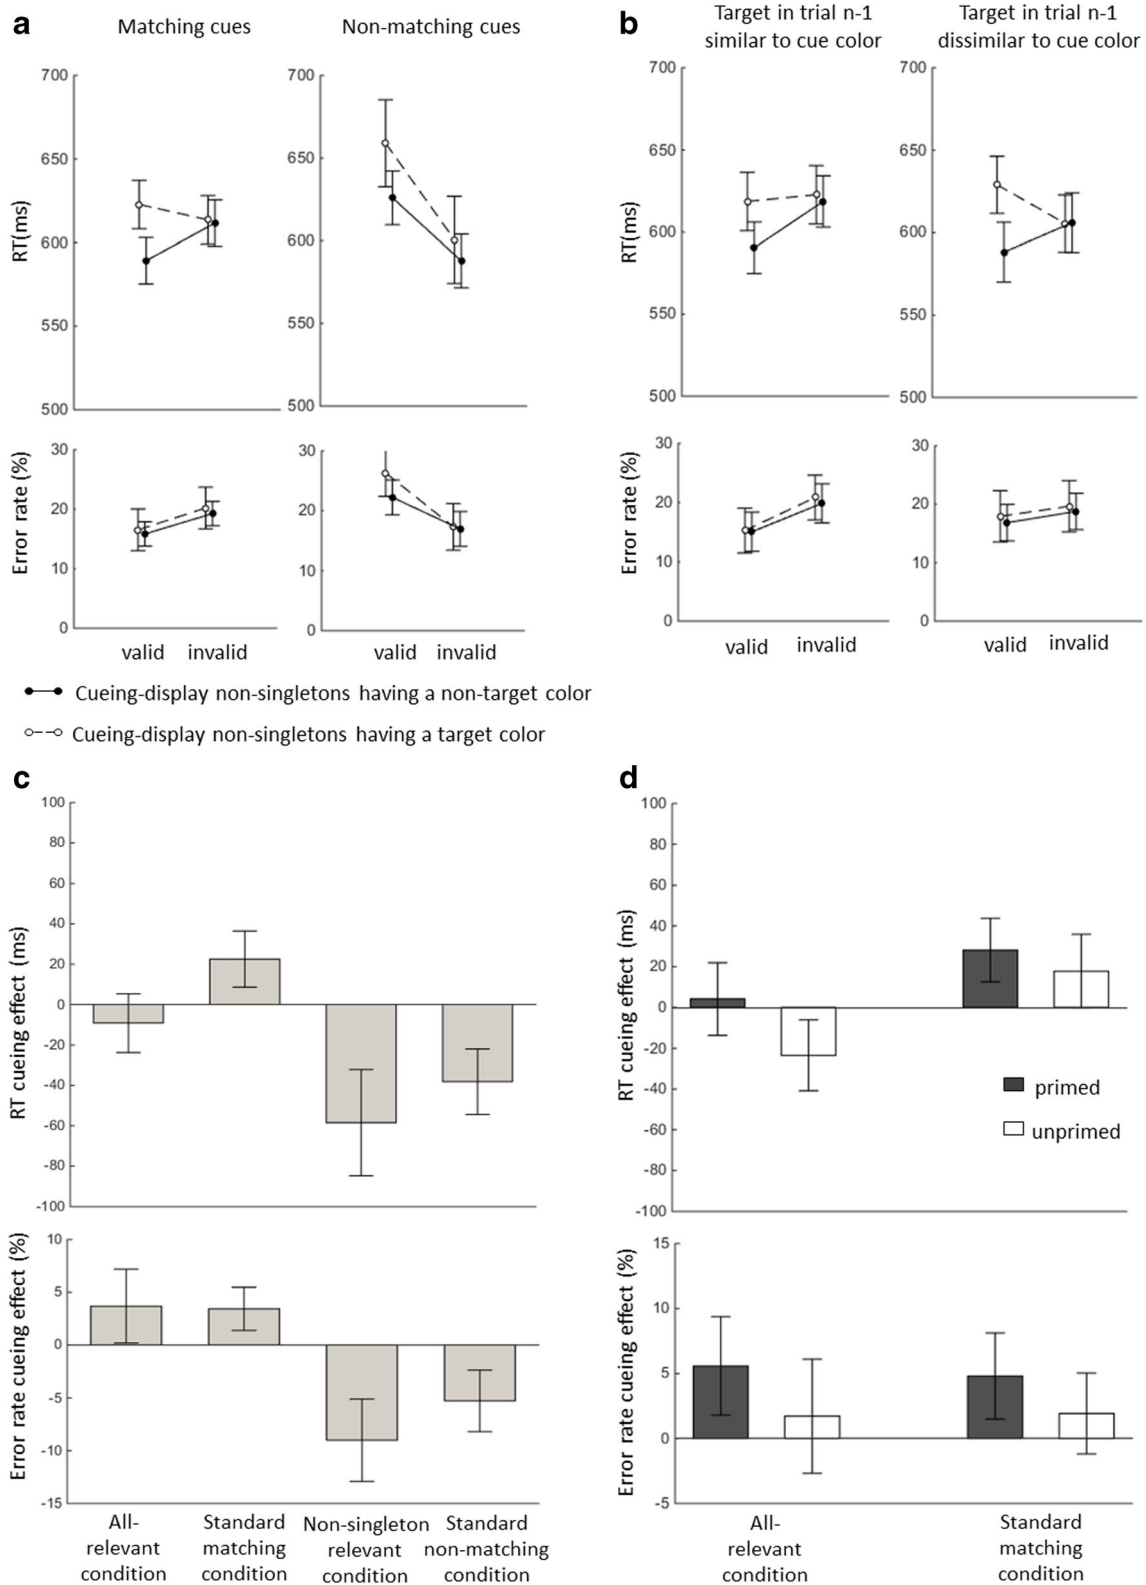 a
Matching cues
Non-matching cues
RT(ms)
700
650
600
550
500
700
650
600
550
500
Error rate (%)
30
20
10
0
30
20
10
0
valid invalid
valid invalid
Cueing-display non-singletons having a non-target color
Cueing-display non-singletons having a target color
b
Target in trial n-1
similar to cue color
Target in trial n-1
dissimilar to cue color
RT(ms)
700
650
600
550
500
700
650
600
550
500
Error rate (%)
30
20
10
0
30
20
10
0
valid invalid
valid invalid
c
RT cueing effect (ms)
100
80
60
40
20
0
-20
-40
-60
-80
-100
Error rate cueing effect (%)
10
5
0
-5
-10
-15
All-
relevant
condition
Standard
matching
condition
Non-singleton
relevant
condition
Standard
non-matching
condition
d
RT cueing effect (ms)
100
80
60
40
20
0
-20
-40
-60
-80
-100
primed
unprimed
Error rate cueing effect (%)
15
10
5
0
-5
All-
relevant
condition
Standard
matching
condition